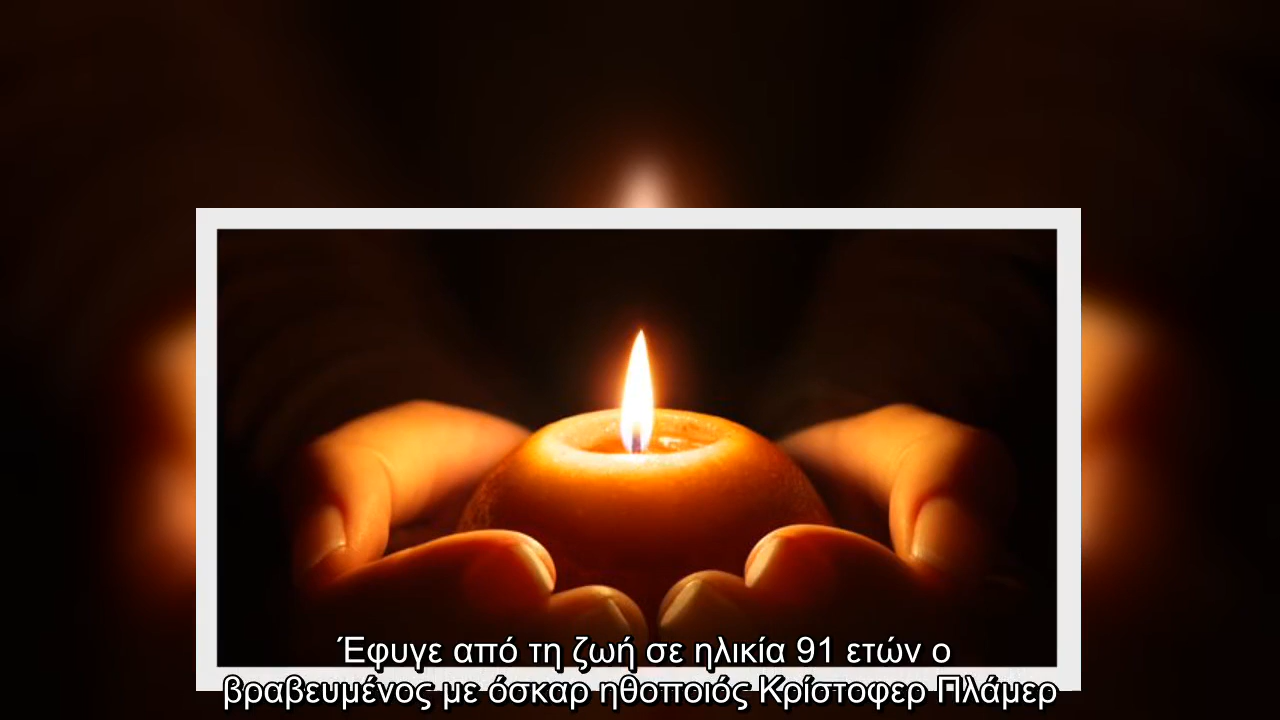 Έφυγε από τη ζωή σε ηλικία 91 ετών ο
βραβευμένος με όσκαρ ηθοποιός Κρίστοφερ Πλάμερ